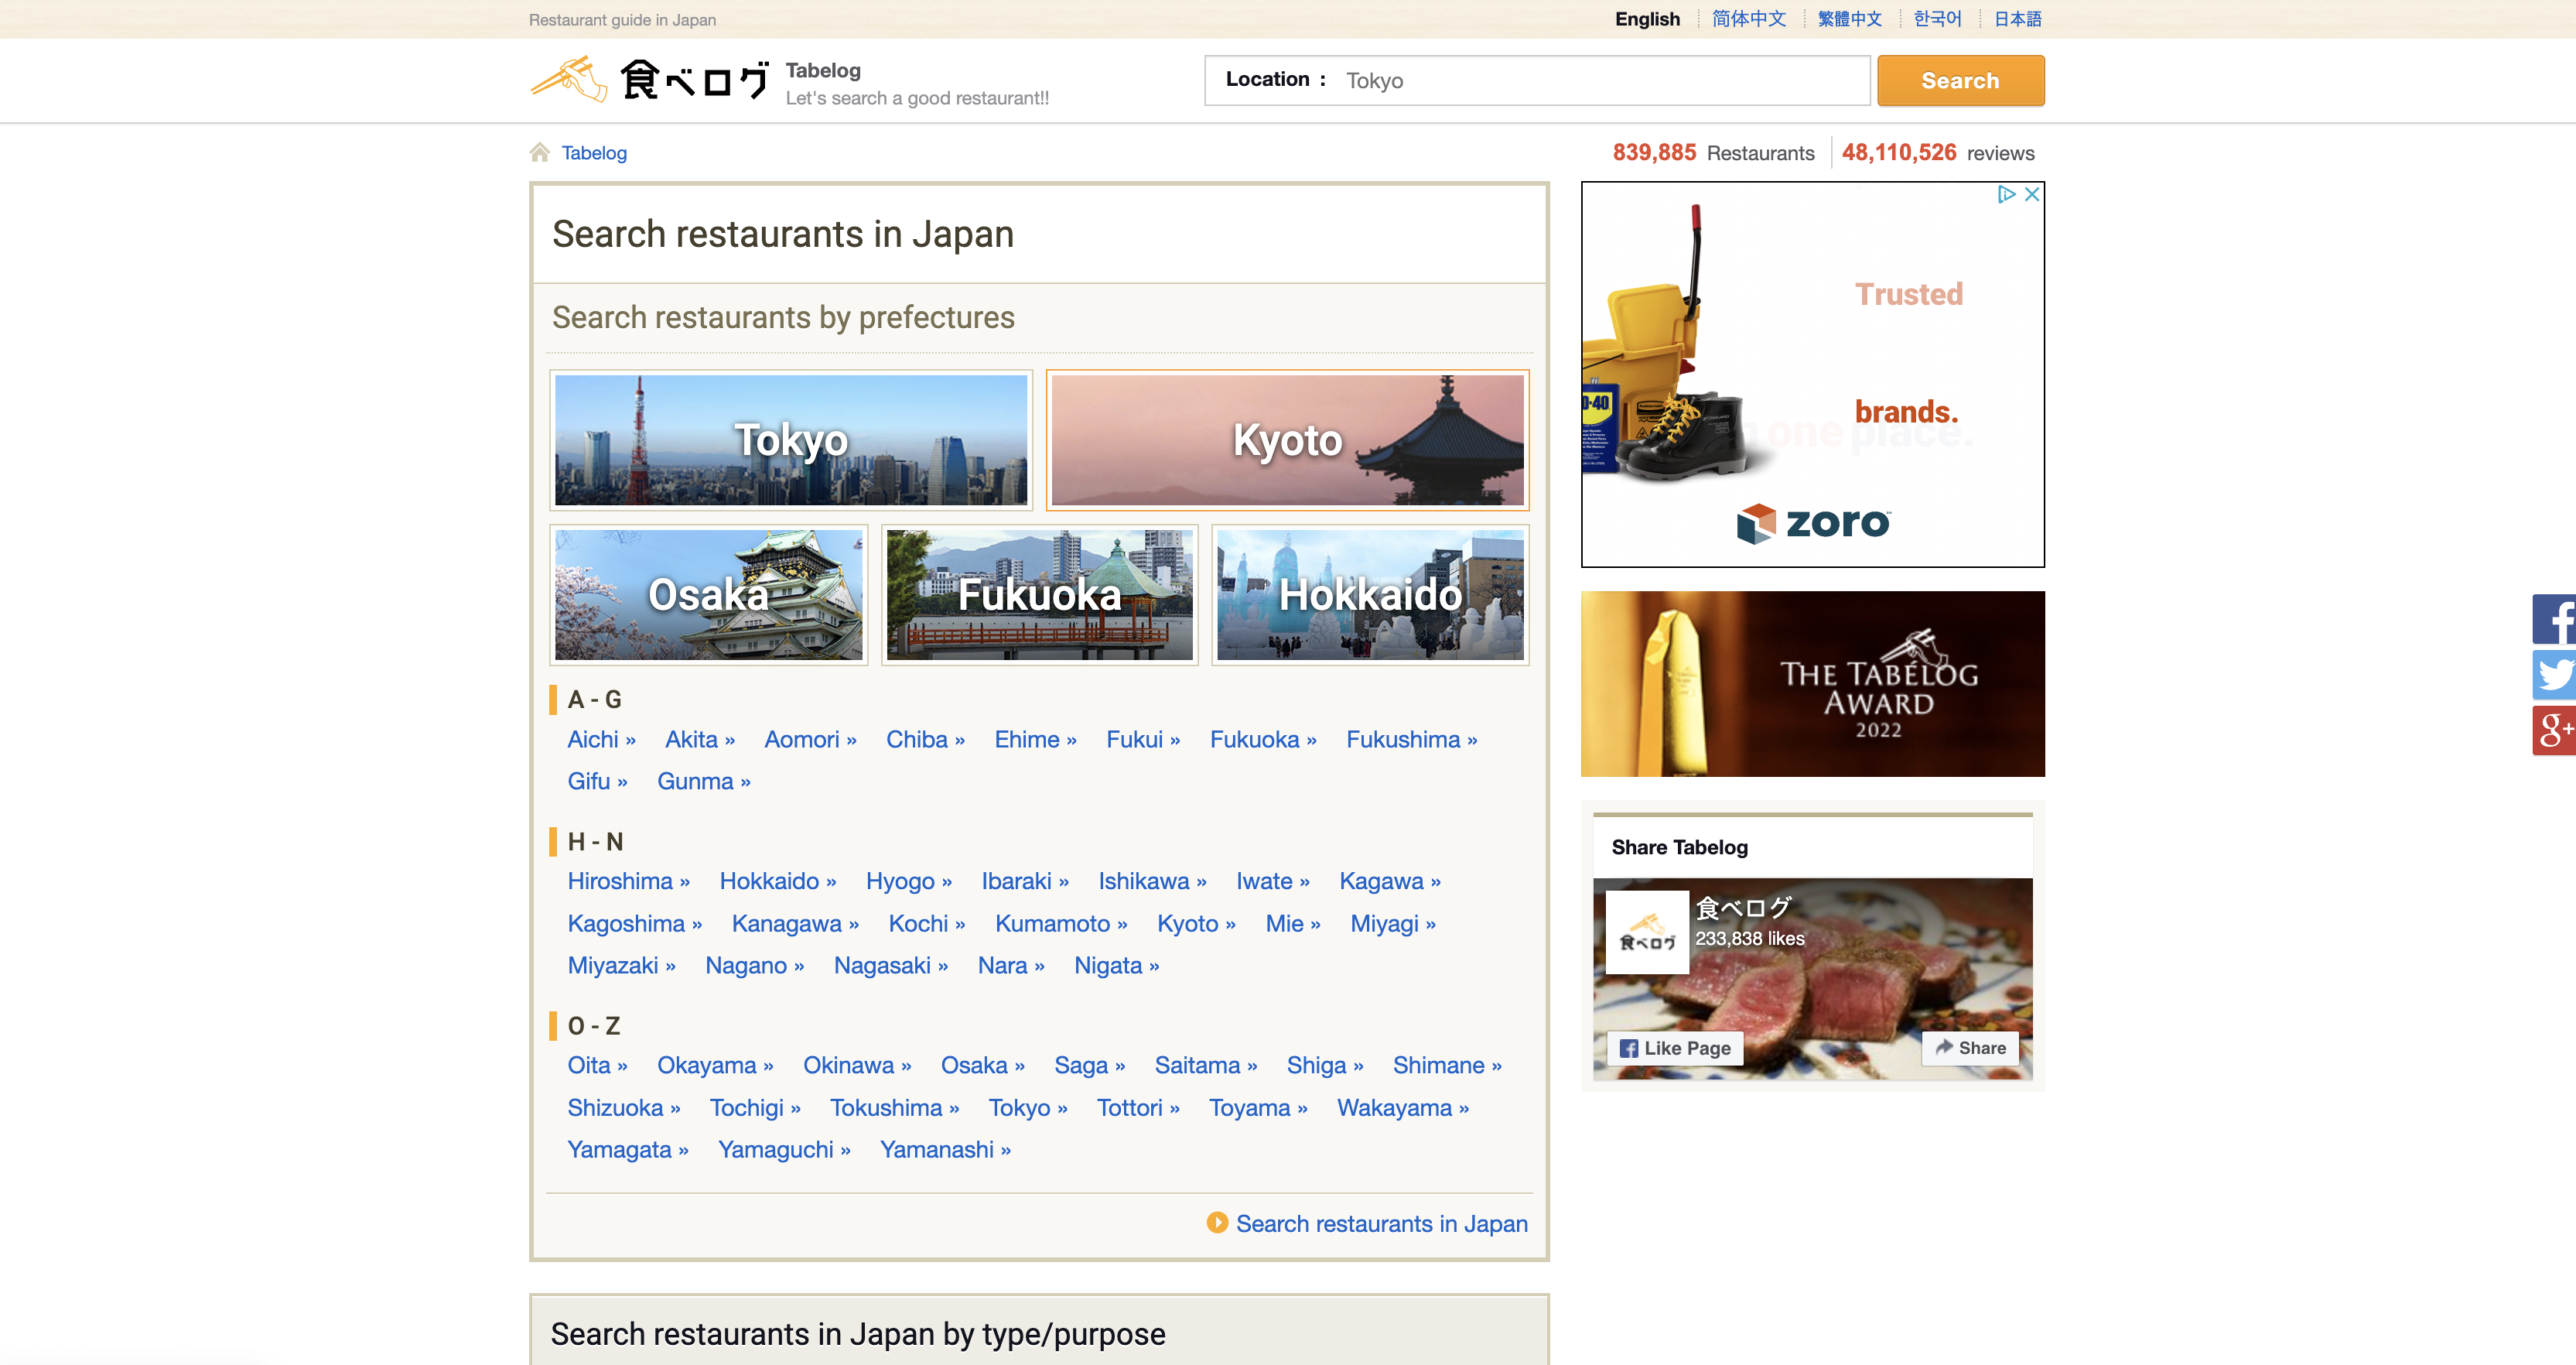 Restaurant guide in Japan
English 简体中文 繁體中文 한국어 日本語
食べログ
Tabelog
Let's search a good restaurant!!
Location : Tokyo
Search
Tabelog
839,885 Restaurants 48,110,526 reviews
Search restaurants in Japan
Search restaurants by prefectures
Tokyo
Kyoto
Osaka
Fukuoka
Hokkaido
A - G
Aichi » Akita » Aomori » Chiba » Ehime » Fukui » Fukuoka » Fukushima »
Gifu » Gunma »
H - N
Hiroshima » Hokkaido » Hyogo » Ibaraki » Ishikawa » Iwate » Kagawa »
Kagoshima » Kanagawa » Kochi » Kumamoto » Kyoto » Mie » Miyagi »
Miyazaki » Nagano » Nagasaki » Nara » Nigata »
O - Z
Oita » Okayama » Okinawa » Osaka » Saga » Saitama » Shiga » Shimane »
Shizuoka » Tochigi » Tokushima » Tokyo » Tottori » Toyama » Wakayama »
Yamagata » Yamaguchi » Yamanashi »
Search restaurants in Japan
Search restaurants in Japan by type/purpose
Trusted
brands.
one place.
D-40
zoro
THE TABELOG
AWARD
2022
Share Tabelog
食べログ
食べログ
233,838 likes
Like Page
Share
f
g+